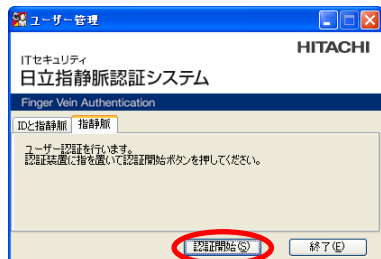 ユーザー管理
HITACHI
ITセキュリティ
日立指静脈認証システム
Finger Vein Authentication
IDと指静脈 指静脈
ユーザー認証を行います。
認証装置に指を置いて認証開始ボタンを押してください。
認証開始(S) 終了(E)